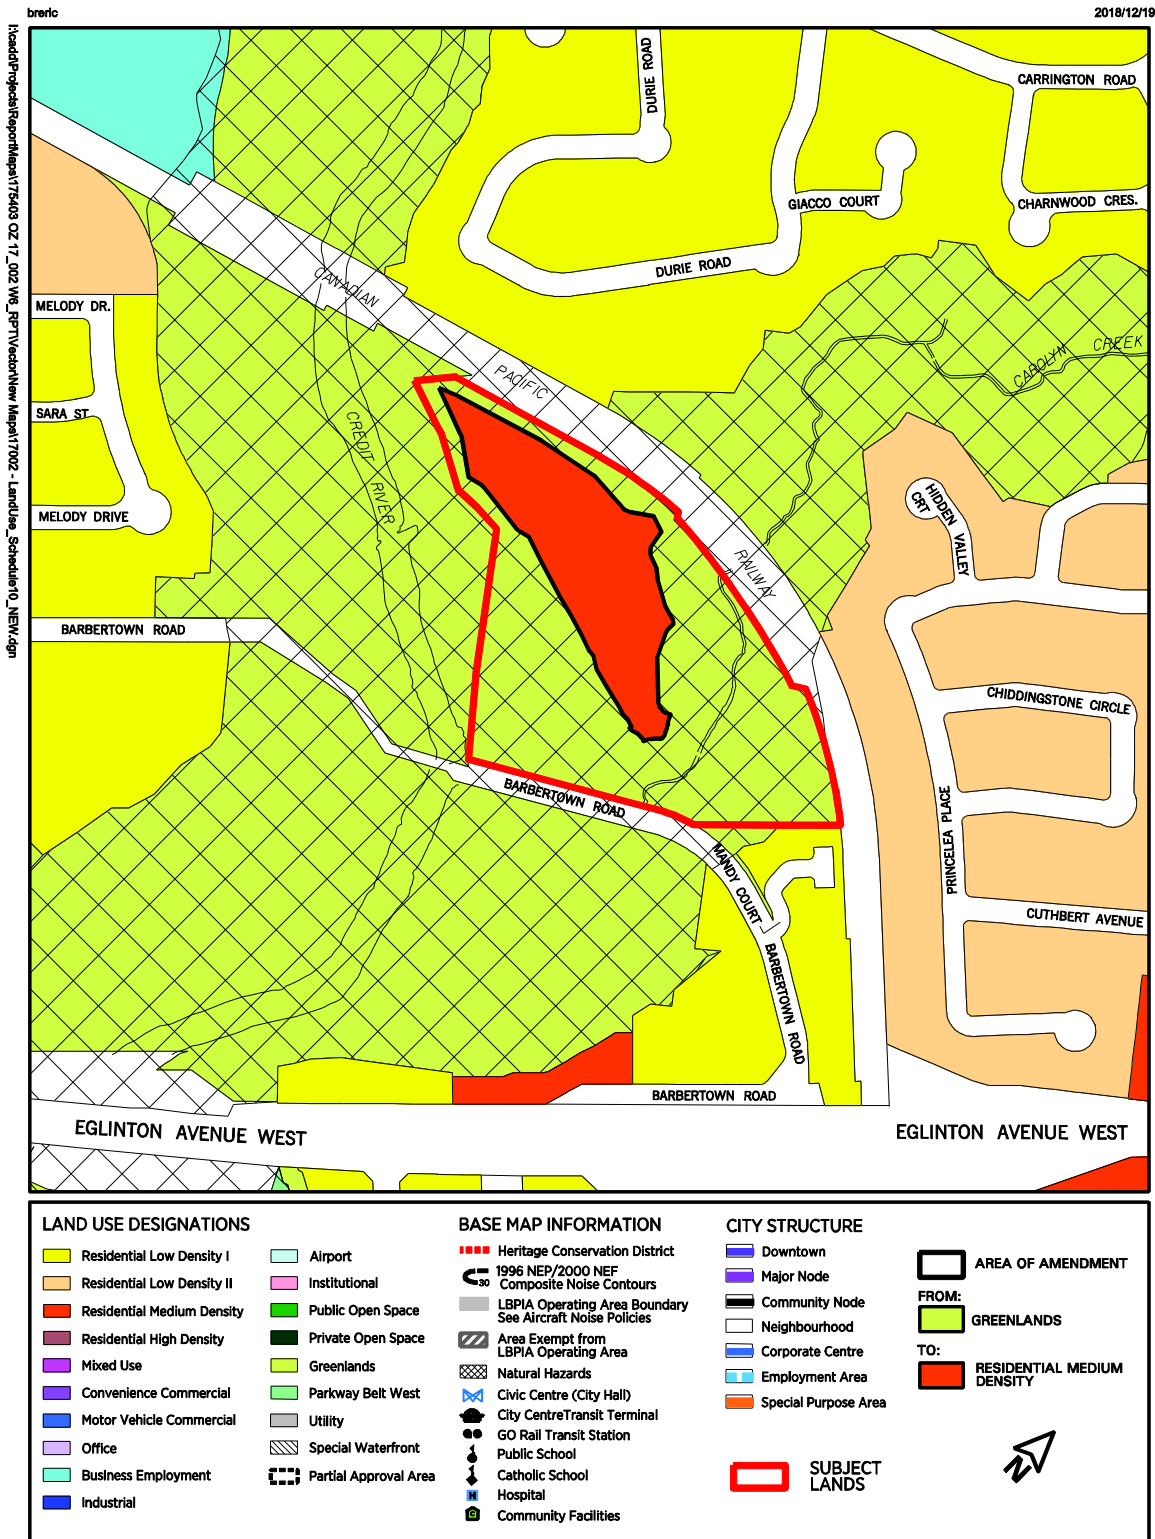 breric
2018/12/19
I:\cadd\Projects\ReportMaps\175403 OZ 17_002 W6_RPT\Vector\New Maps\17002 - LandUse_Schedule10_NEW.dgn
DURIE ROAD
CARRINGTON ROAD
GIACCO COURT
CHARNWOOD CRES.
DURIE ROAD
CANADIAN
PACIFIC
RAILWAY
MELODY DR.
CAROLYN CREEK
SARA ST
CREDIT RIVER
MELODY DRIVE
HIDDEN VALLEY
CRT
BARBERTOWN ROAD
CHIDDINGSTONE CIRCLE
BARBERTOWN ROAD
PRINCELEA PLACE
MANDY COURT
CUTHBERT AVENUE
BARBERTOWN ROAD
BARBERTOWN ROAD
EGLINTON AVENUE WEST
EGLINTON AVENUE WEST
LAND USE DESIGNATIONS
Residential Low Density I
Residential Low Density II
Residential Medium Density
Residential High Density
Mixed Use
Convenience Commercial
Motor Vehicle Commercial
Office
Business Employment
Industrial
Airport
Institutional
Public Open Space
Private Open Space
Greenlands
Parkway Belt West
Utility
Special Waterfront
Partial Approval Area
BASE MAP INFORMATION
Heritage Conservation District
1996 NEP/2000 NEF
Composite Noise Contours
30
LBPIA Operating Area Boundary
See Aircraft Noise Policies
Area Exempt from
LBPIA Operating Area
Natural Hazards
Civic Centre (City Hall)
City CentreTransit Terminal
GO Rail Transit Station
Public School
Catholic School
H
Hospital
Community Facilities
CITY STRUCTURE
Downtown
Major Node
Community Node
Neighbourhood
Corporate Centre
Employment Area
Special Purpose Area
SUBJECT
LANDS
AREA OF AMENDMENT
FROM:
GREENLANDS
TO:
RESIDENTIAL MEDIUM
DENSITY